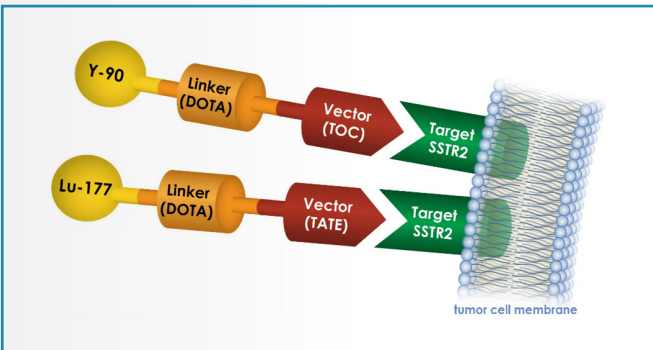 Y-90
Linker
(DOTA)
Vector
(TOC)
Target
SSTR2
Lu-177
Linker
(DOTA)
Vector
(TATE)
Target
SSTR2
tumor cell membrane